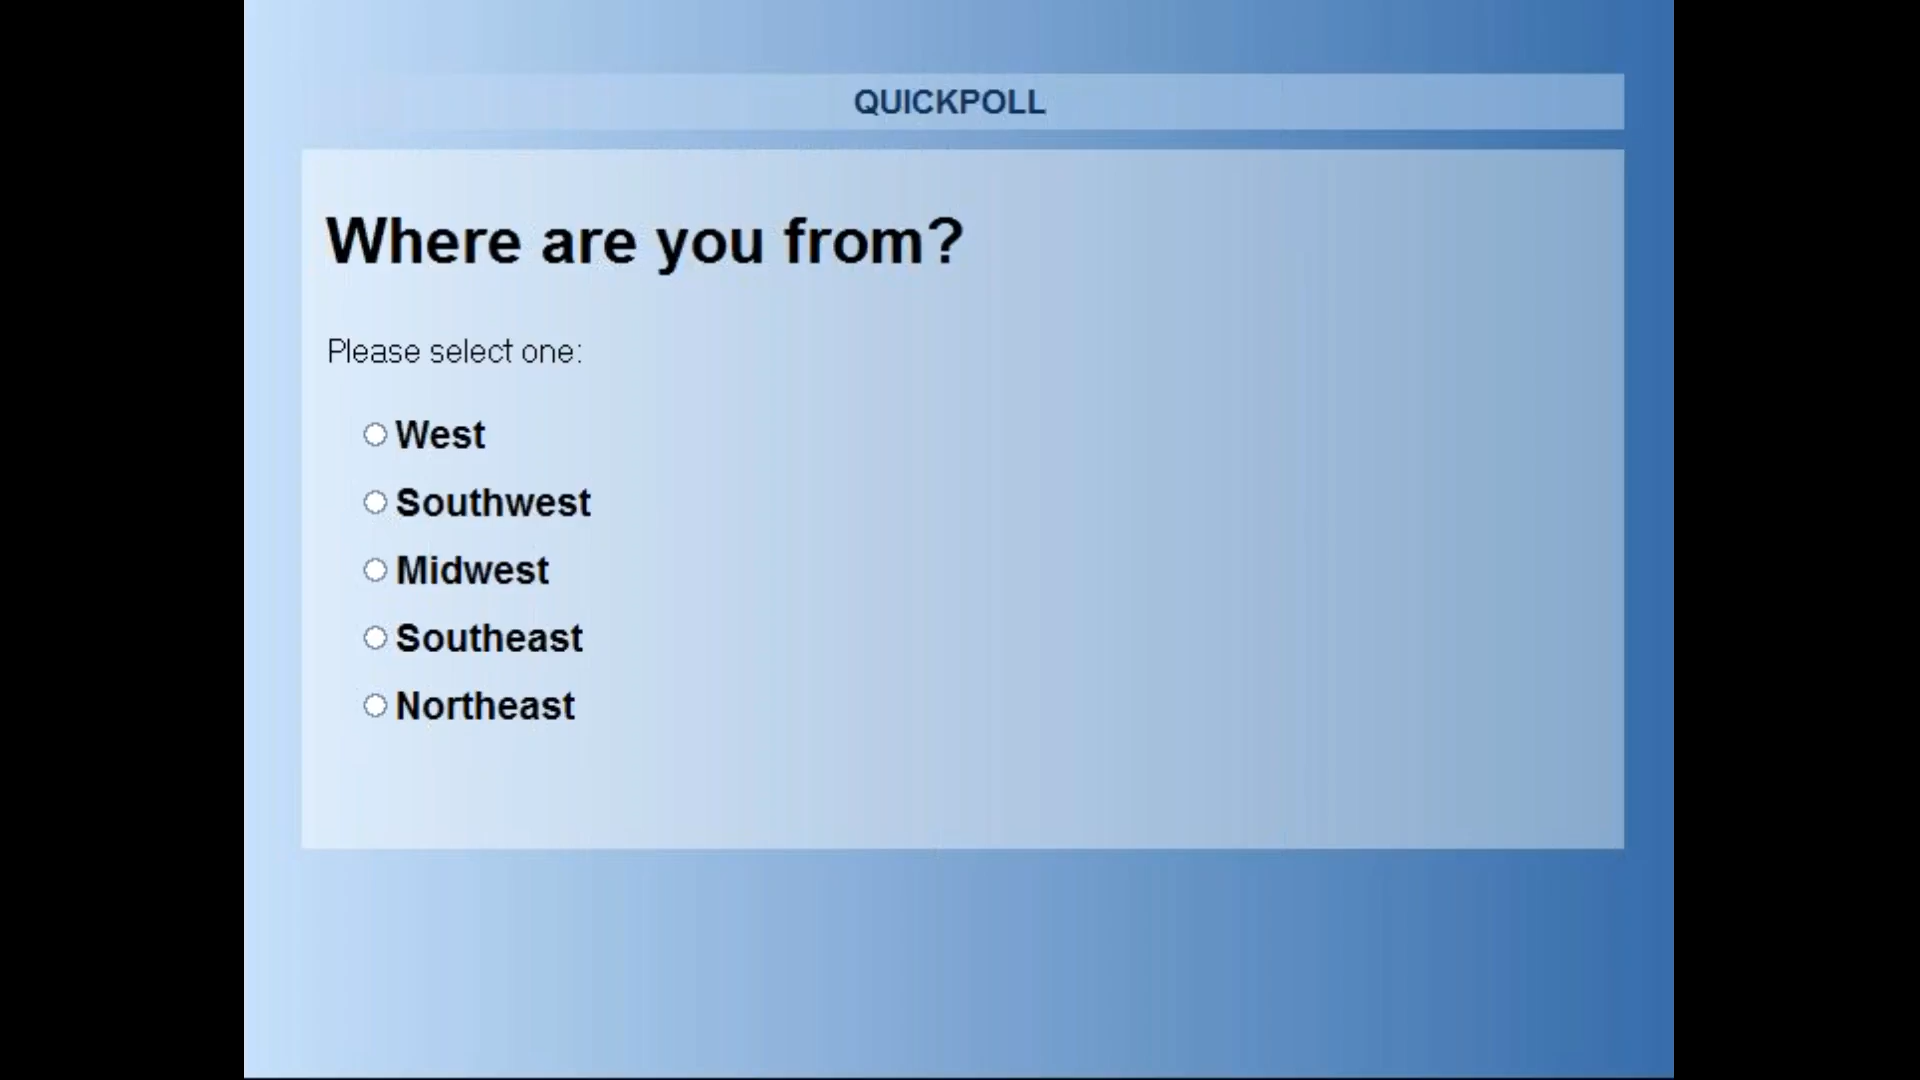 QUICKPOLL
Where are you from?
Please select one:
West
Southwest
Midwest
Southeast
Northeast